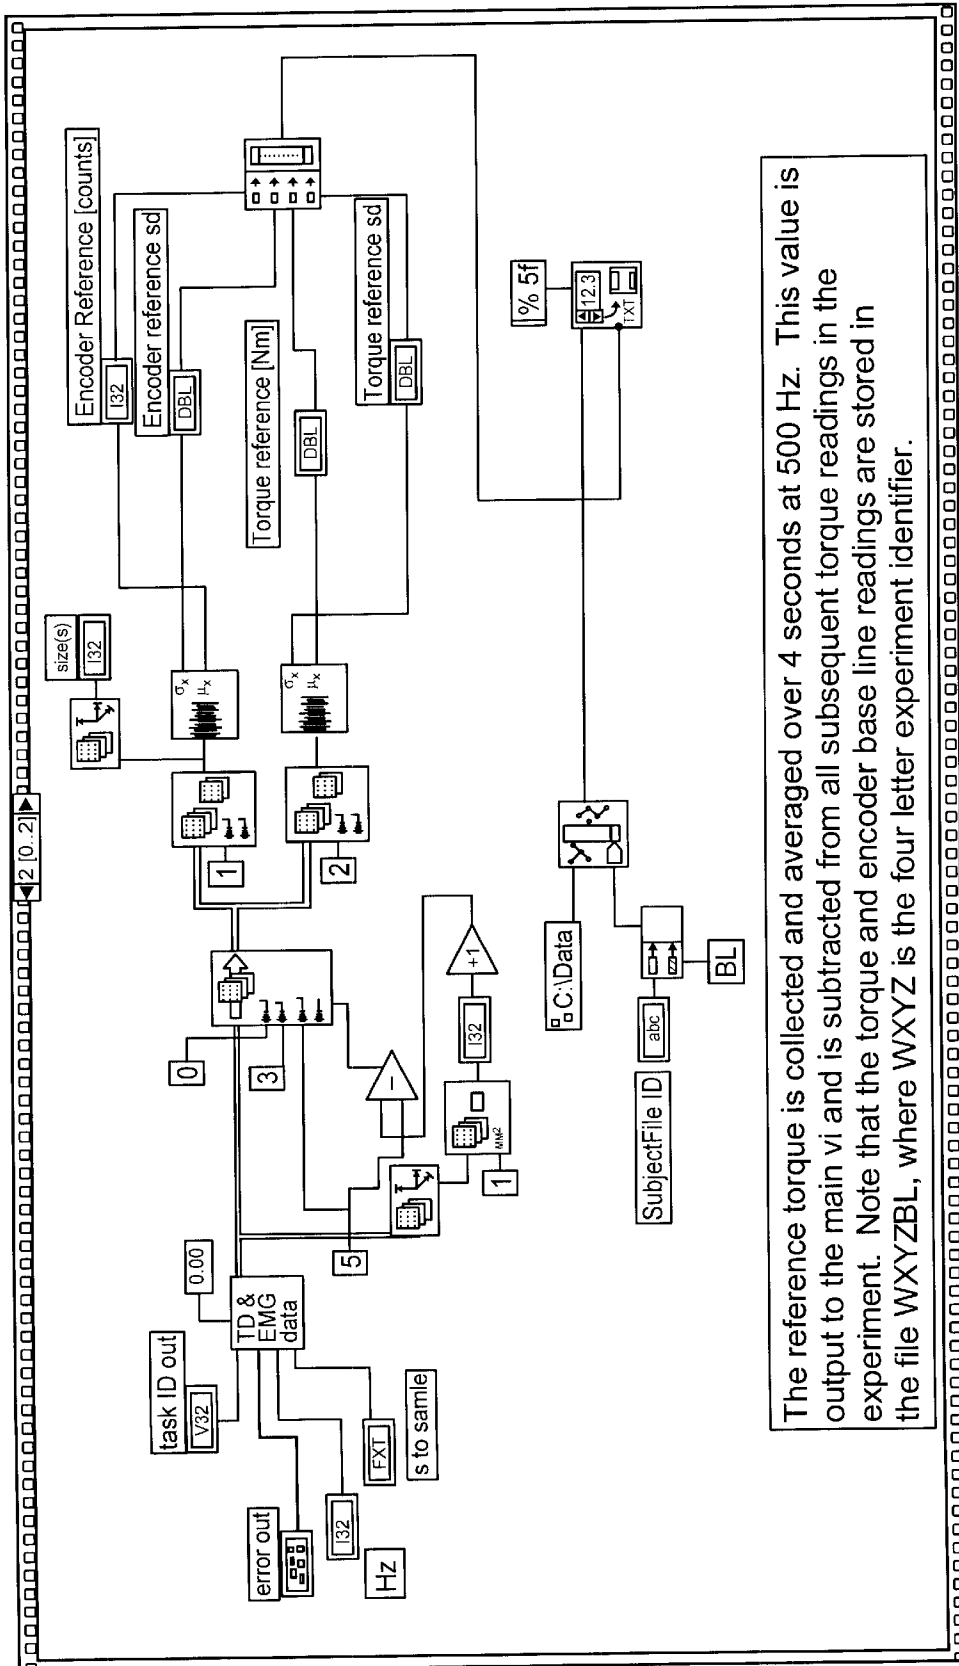 2 [0..2]
size(s)
I32
Encoder Reference [counts]
I32
Encoder reference sd
DBL
Torque reference [Nm]
DBL
Torque reference sd
DBL
σx
μx
σx
μx
1
2
0
3
5
1
+1
I32
−
MM2
task ID out
V32
0.00
TD &
EMG
data
error out
I32
Hz
FXT
s to samle
% 5f
12.3
TXT
C:\Data
SubjectFile ID
abc
BL
The reference torque is collected and averaged over 4 seconds at 500 Hz. This value is
output to the main vi and is subtracted from all subsequent torque readings in the
experiment. Note that the torque and encoder base line readings are stored in
the file WXYZBL, where WXYZ is the four letter experiment identifier.